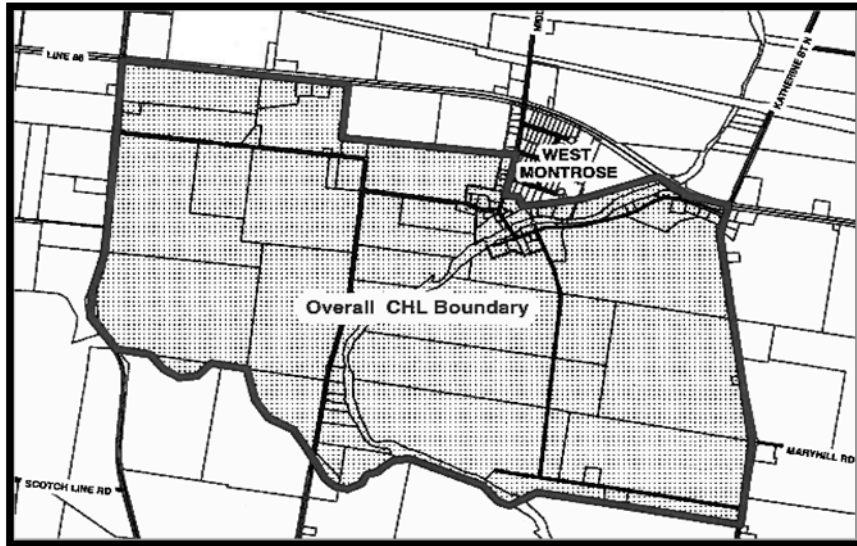 LINE 86
KATHERINE ST N
WEST
MONTROSE
Overall CHL Boundary
MARYHILL RD
SCOTCH LINE RD